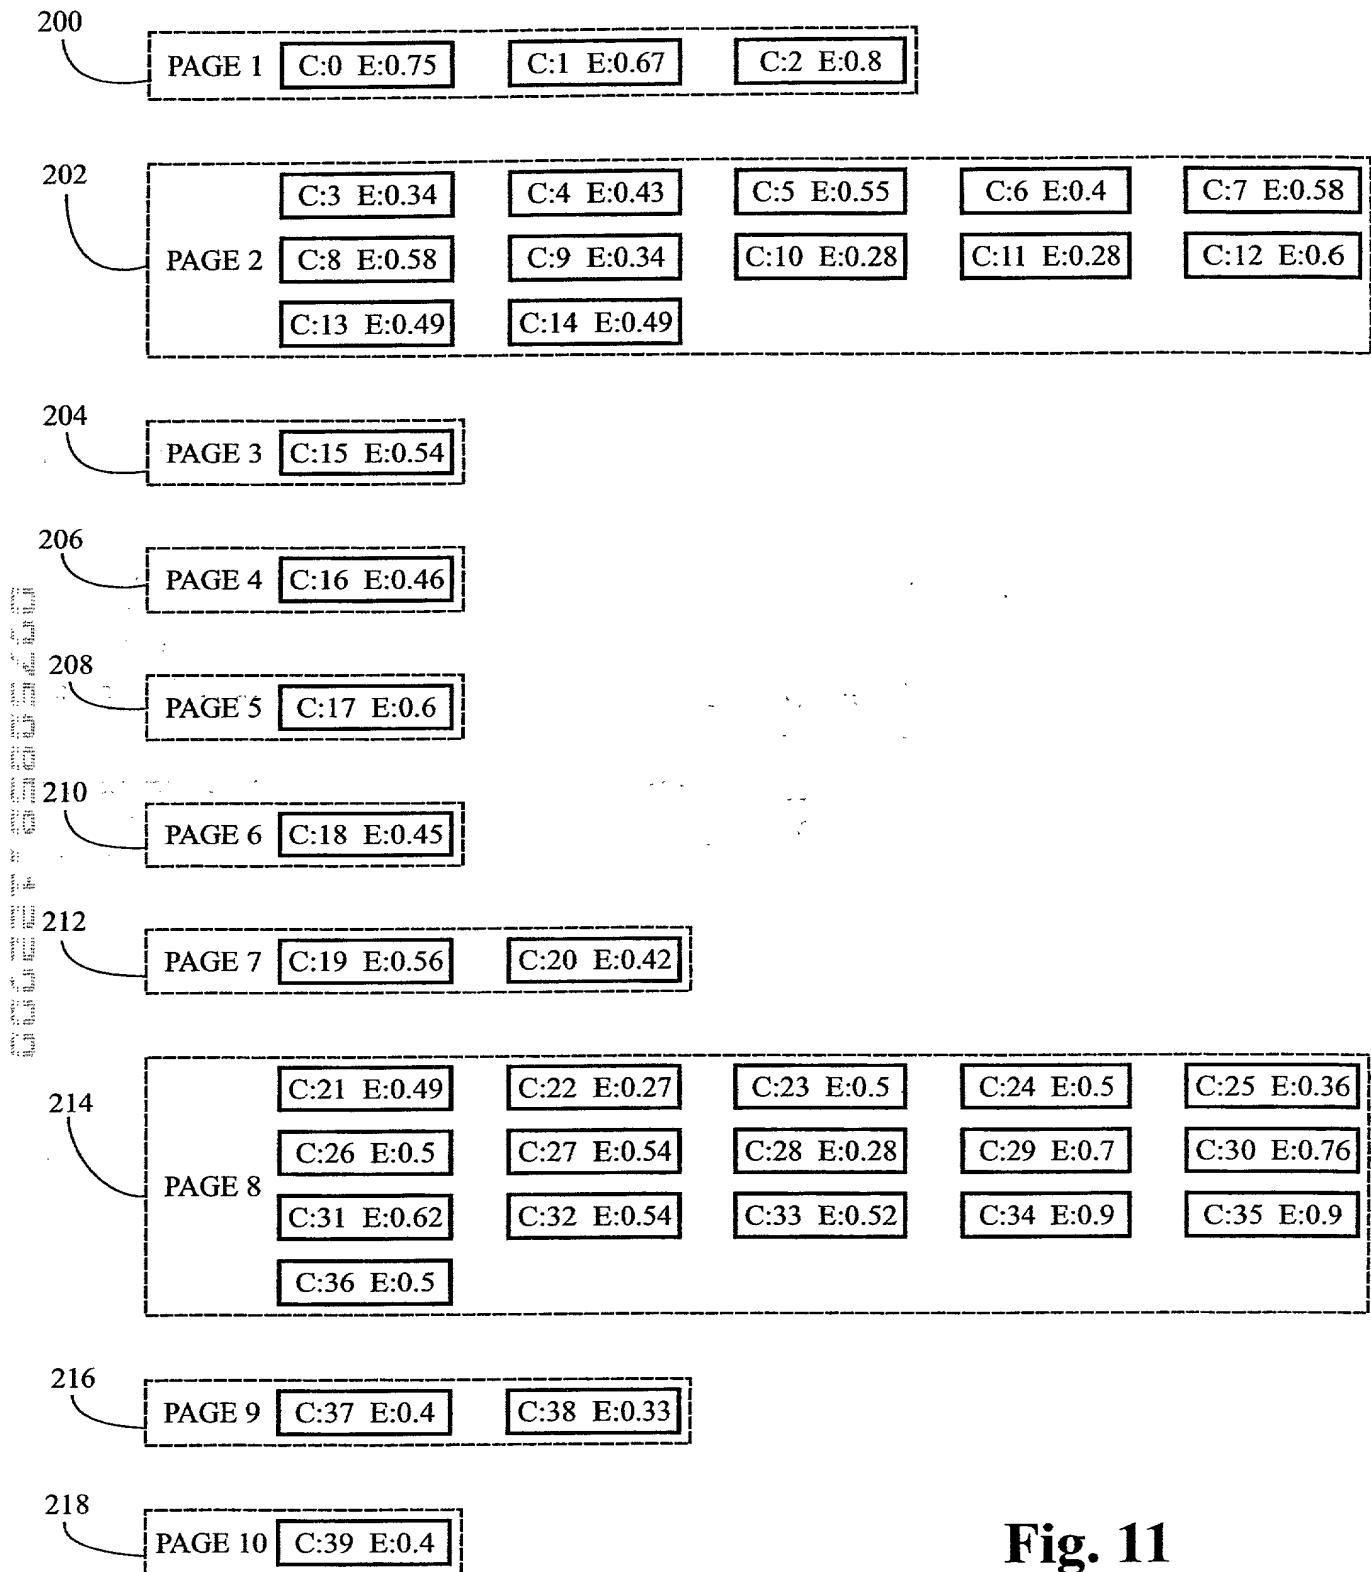 200
PAGE 1 C:0 E:0.75 C:1 E:0.67 C:2 E:0.8
202
C:3 E:0.34 C:4 E:0.43 C:5 E:0.55 C:6 E:0.4 C:7 E:0.58
PAGE 2 C:8 E:0.58 C:9 E:0.34 C:10 E:0.28 C:11 E:0.28 C:12 E:0.6
C:13 E:0.49 C:14 E:0.49
204
PAGE 3 C:15 E:0.54
206
PAGE 4 C:16 E:0.46
208
PAGE 5 C:17 E:0.6
210
PAGE 6 C:18 E:0.45
212
PAGE 7 C:19 E:0.56 C:20 E:0.42
214
C:21 E:0.49 C:22 E:0.27 C:23 E:0.5 C:24 E:0.5 C:25 E:0.36
C:26 E:0.5 C:27 E:0.54 C:28 E:0.28 C:29 E:0.7 C:30 E:0.76
PAGE 8
C:31 E:0.62 C:32 E:0.54 C:33 E:0.52 C:34 E:0.9 C:35 E:0.9
C:36 E:0.5
216
PAGE 9 C:37 E:0.4 C:38 E:0.33
218
PAGE 10 C:39 E:0.4
Fig. 11